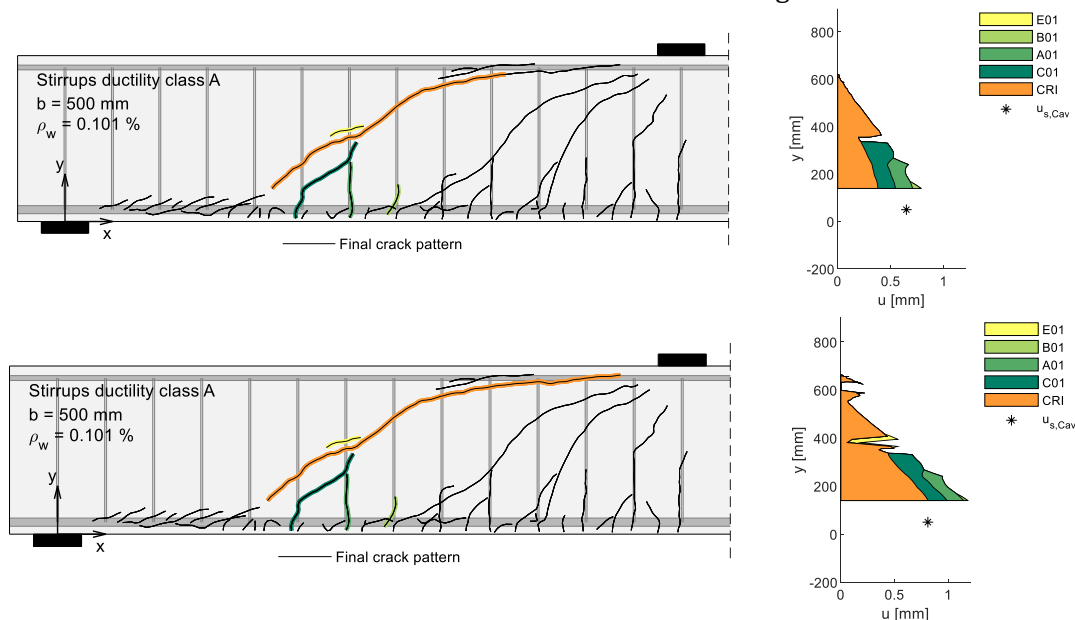 Stirrups ductility class A
b = 500 mm
ρw = 0.101 %
y
x
Final crack pattern
800
600
400
200
0
-200
y [mm]
0
0.5
1
u [mm]
E01
B01
A01
C01
CRI
us,Cav
Stirrups ductility class A
b = 500 mm
ρw = 0.101 %
y
x
Final crack pattern
800
600
400
200
0
-200
y [mm]
0
0.5
1
u [mm]
E01
B01
A01
C01
CRI
us,Cav